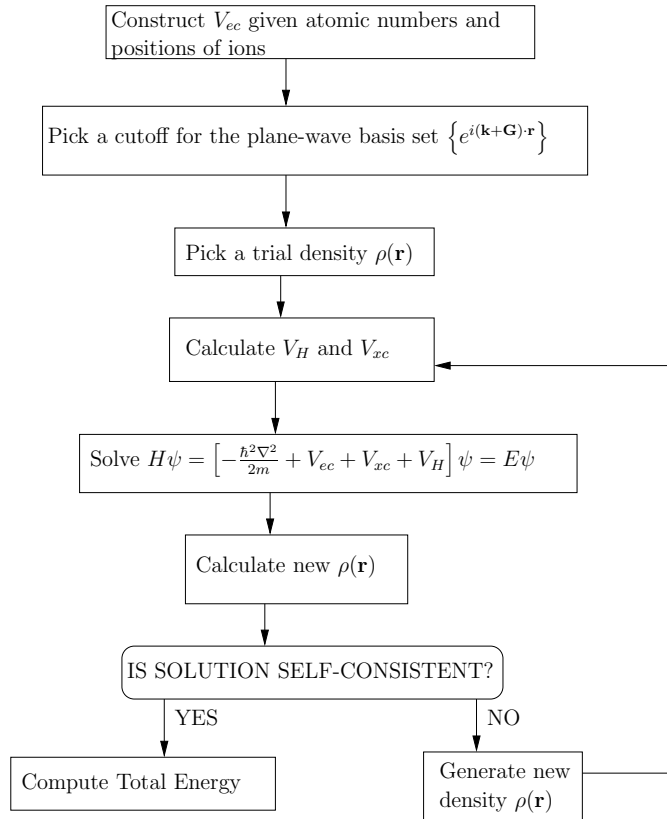 Construct $V_{ec}$ given atomic numbers and
positions of ions
Pick a cutoff for the plane-wave basis set $\left\{e^{i(\mathbf{k}+\mathbf{G})\cdot\mathbf{r}}\right\}$
Pick a trial density $\rho(\mathbf{r})$
Calculate $V_H$ and $V_{xc}$
Solve $H\psi = \left[-\frac{\hbar^2\nabla^2}{2m} + V_{ec} + V_{xc} + V_H\right]\psi = E\psi$
Calculate new $\rho(\mathbf{r})$
IS SOLUTION SELF-CONSISTENT?
YES
NO
Compute Total Energy
Generate new
density $\rho(\mathbf{r})$